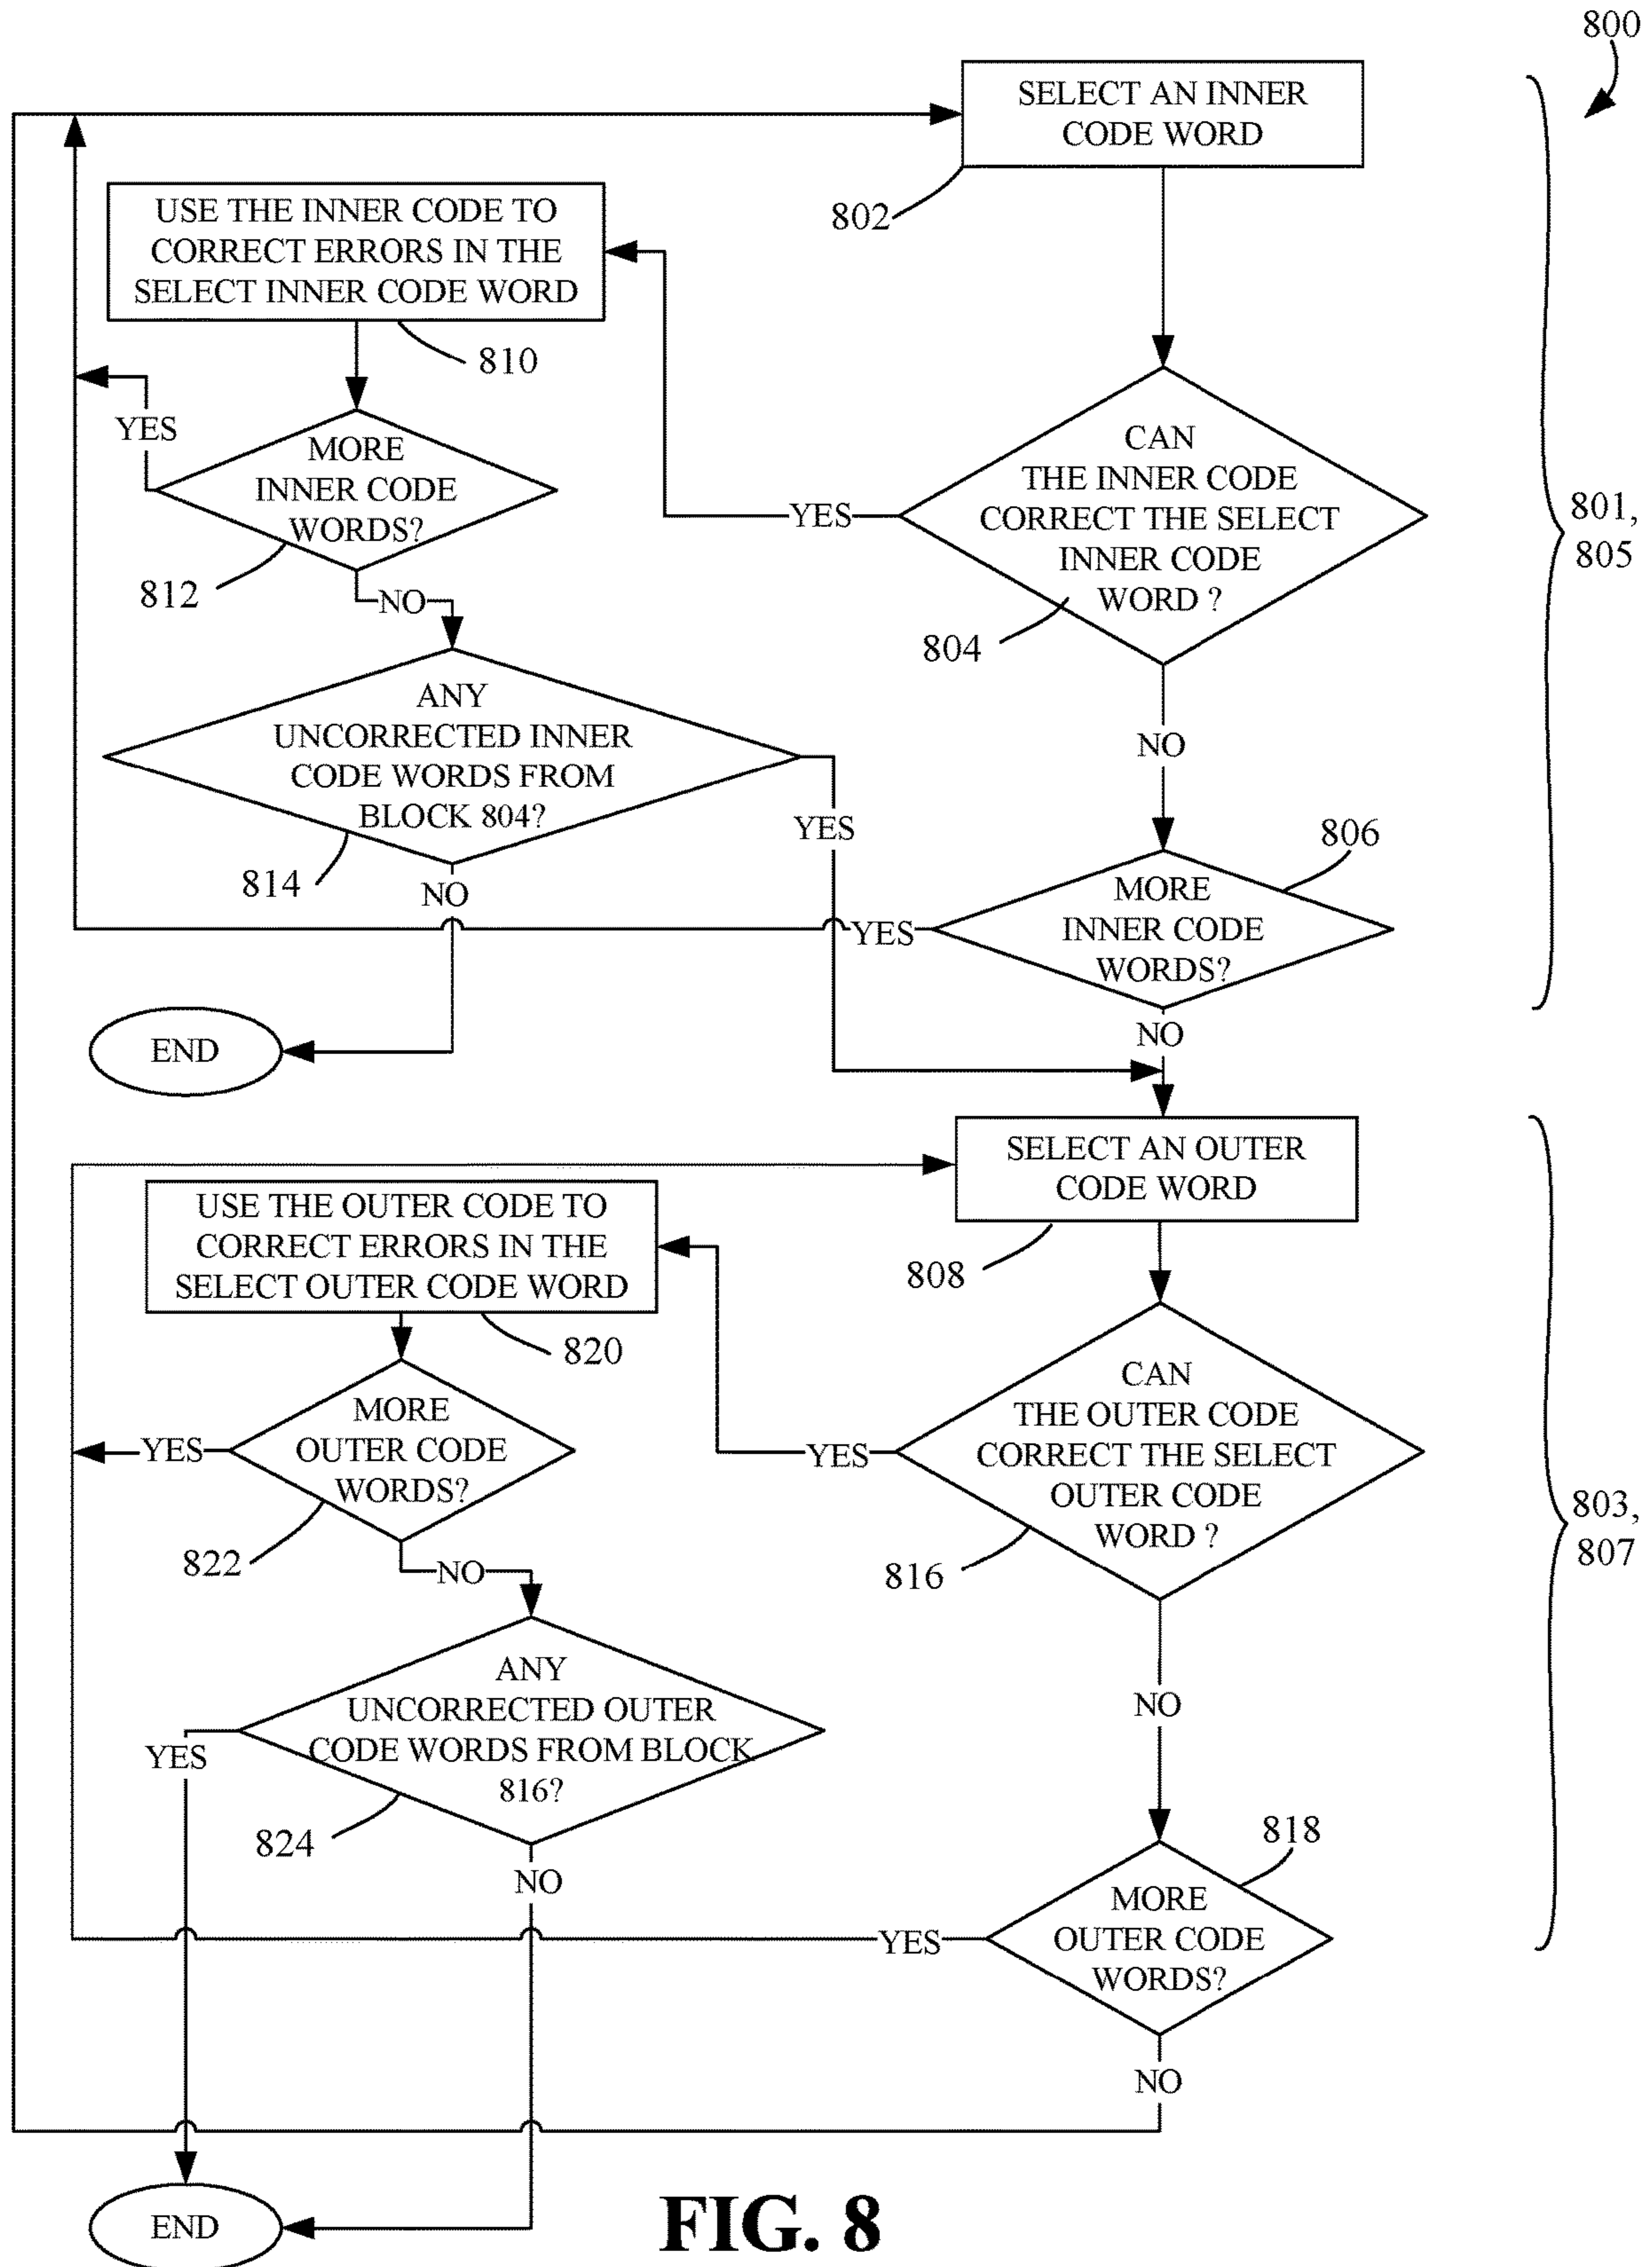 800
SELECT AN INNER
CODE WORD
802
USE THE INNER CODE TO
CORRECT ERRORS IN THE
SELECT INNER CODE WORD
810
YES
MORE
INNER CODE
WORDS?
812
NO
CAN
THE INNER CODE
CORRECT THE SELECT
INNER CODE
WORD ?
YES
804
801,
805
ANY
UNCORRECTED INNER
CODE WORDS FROM
BLOCK 804?
814
YES
NO
NO
806
MORE
INNER CODE
WORDS?
YES
NO
END
SELECT AN OUTER
CODE WORD
808
USE THE OUTER CODE TO
CORRECT ERRORS IN THE
SELECT OUTER CODE WORD
820
MORE
OUTER CODE
WORDS?
YES
822
NO
CAN
THE OUTER CODE
CORRECT THE SELECT
OUTER CODE
WORD ?
YES
816
803,
807
ANY
UNCORRECTED OUTER
CODE WORDS FROM BLOCK
816?
YES
824
NO
NO
818
MORE
OUTER CODE
WORDS?
YES
NO
END
FIG. 8